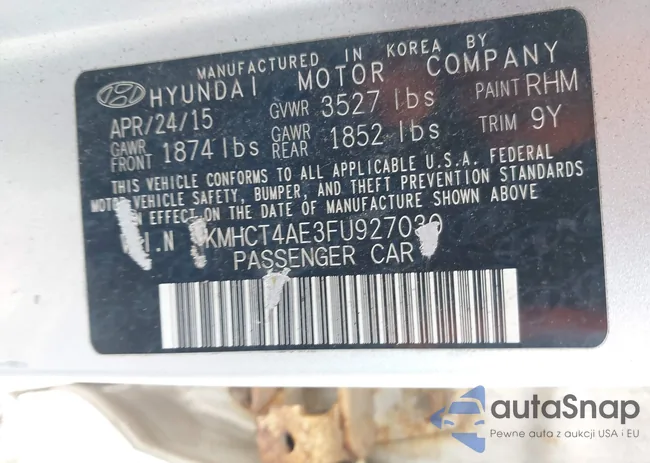 MANUFACTURED IN KOREA BY
HYUNDAI MOTOR COMPANY
APR/24/15 GVWR 3527 lbs PAINT RHM
GAWR FRONT 1874 lbs GAWR REAR 1852 lbs TRIM 9Y
THIS VEHICLE CONFORMS TO ALL APPLICABLE U.S.A. FEDERAL
MOTOR VEHICLE SAFETY, BUMPER, AND THEFT PREVENTION STANDARDS
IN EFFECT ON THE DATE OF MANUFACTURE SHOWN ABOVE
V.I.N
PASSENGER CAR
autoSnap
Pewne auta z aukcji USA i EU